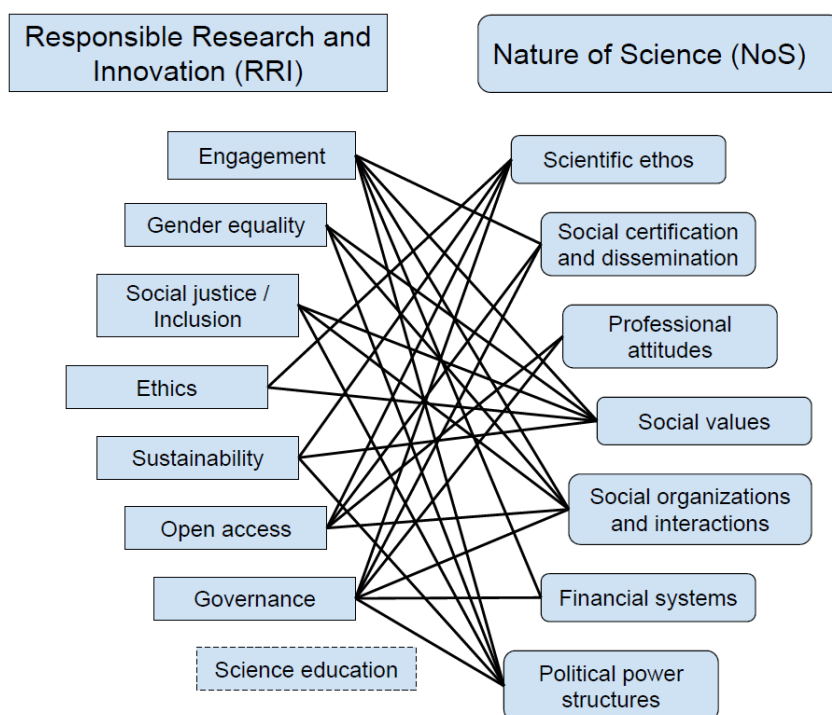 Responsible Research and
Innovation (RRI)
Nature of Science (NoS)
Engagement
Gender equality
Social justice /
Inclusion
Ethics
Sustainability
Open access
Governance
Science education
Scientific ethos
Social certification
and dissemination
Professional
attitudes
Social values
Social organizations
and interactions
Financial systems
Political power
structures